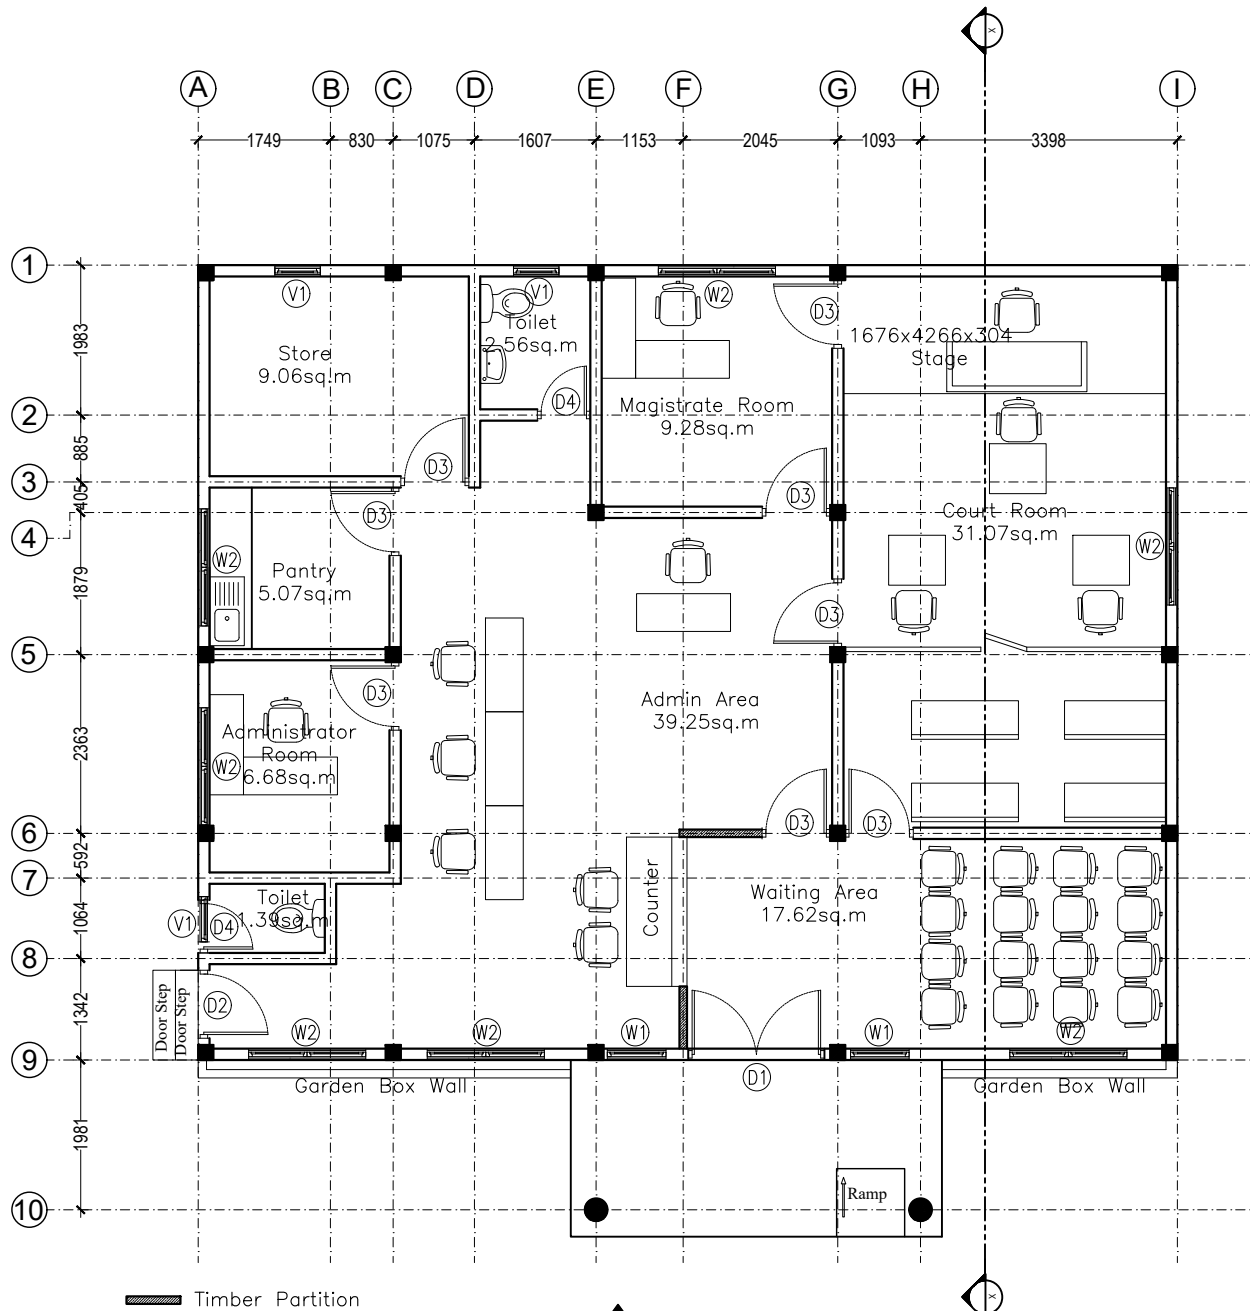 X
A B C D E F G H I
1749 830 1075 1607 1153 2045 1093 3398
1
V1 V1 W2 D3
1983
Toilet
2.56sq.m
Store
9.06sq.m
1676x4266x304
Stage
D4
Magistrate Room
9.28sq.m
2
885
D3 D3
3
405
D3
Court Room
31.07sq.m
4
W2 W2
Pantry
5.07sq.m
1879
D3
5
D3
Admin Area
39.25sq.m
2363
Administrator
Room
6.68sq.m
W2
D3 D3
6
592
7
Counter
Waiting Area
17.62sq.m
Toilet
1.39sq.m
V1 D4
1064
8
Door Step
Door Step
D2
1342
W2 W2 W1 W1 W2
9
D1
Garden Box Wall Garden Box Wall
1981
Ramp
10
Timber Partition
X